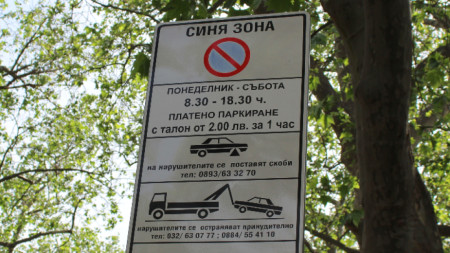 СИНЯ ЗОНА
ПОНЕДЕЛНИК - СЪБОТА
8.30 - 18.30 ч.
ПЛАТЕНО ПАРКИРАНЕ
с талон от 2.00 лв. за 1 час
на нарушителите се поставят скоби
тел: 0893/63 32 70
нарушителите се отстраняват принудително
тел: 032/ 63 07 77 ; 0884/ 55 41 10